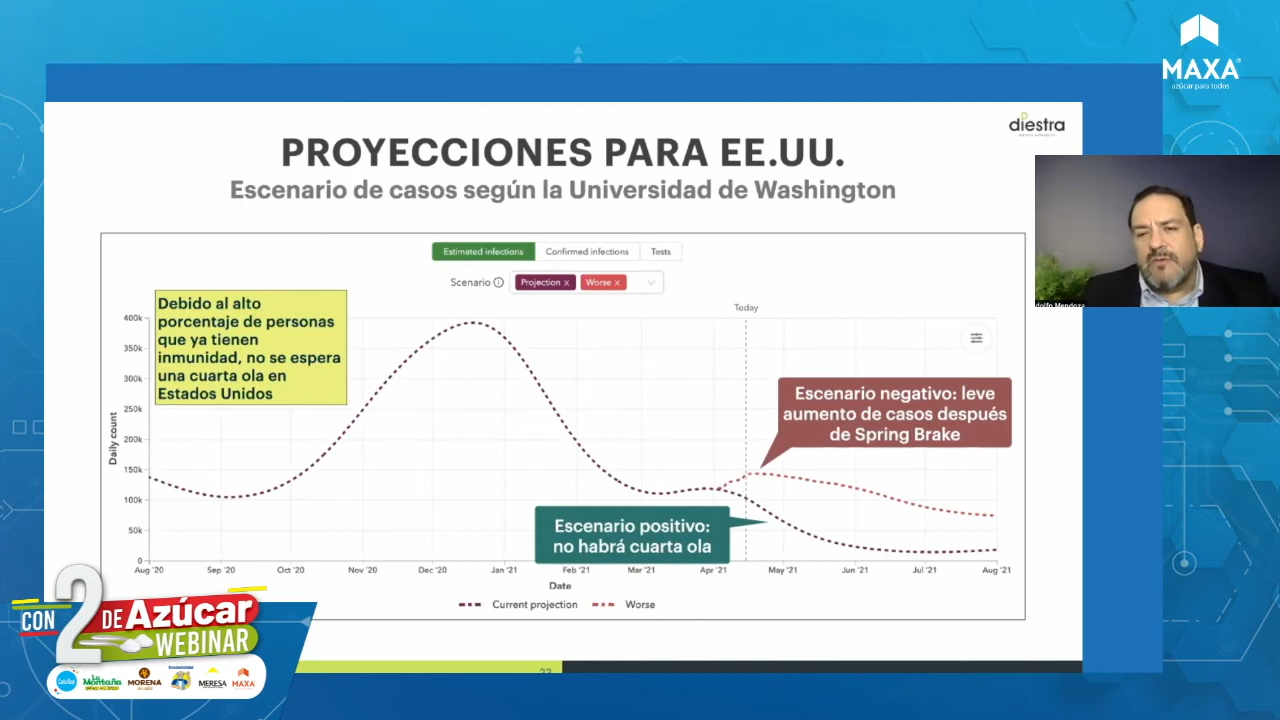 MAXA
azúcar para todos
diestra
PROYECCIONES PARA EE.UU.
Escenario de casos según la Universidad de Washington
Estimated infections
Confirmed infections
Tests
Scenario
Projection x
Worse x
Today
Debido al alto
porcentaje de personas
que ya tienen
inmunidad, no se espera
una cuarta ola en
Estados Unidos
400k
350k
300k
250k
200k
150k
100k
50k
0
Daily count
Escenario negativo: leve
aumento de casos después
de Spring Brake
Escenario positivo:
no habrá cuarta ola
Aug '20
Sep '20
Oct '20
Nov '20
Dec '20
Jan '21
Feb '21
Mar '21
Apr '21
May '21
Jun '21
Jul '21
Aug '21
Date
Current projection
Worse
dolfo Mendoza
CON 2 DE Azúcar
WEBINAR
La Montaña
MORENA
MERESA
MAXA